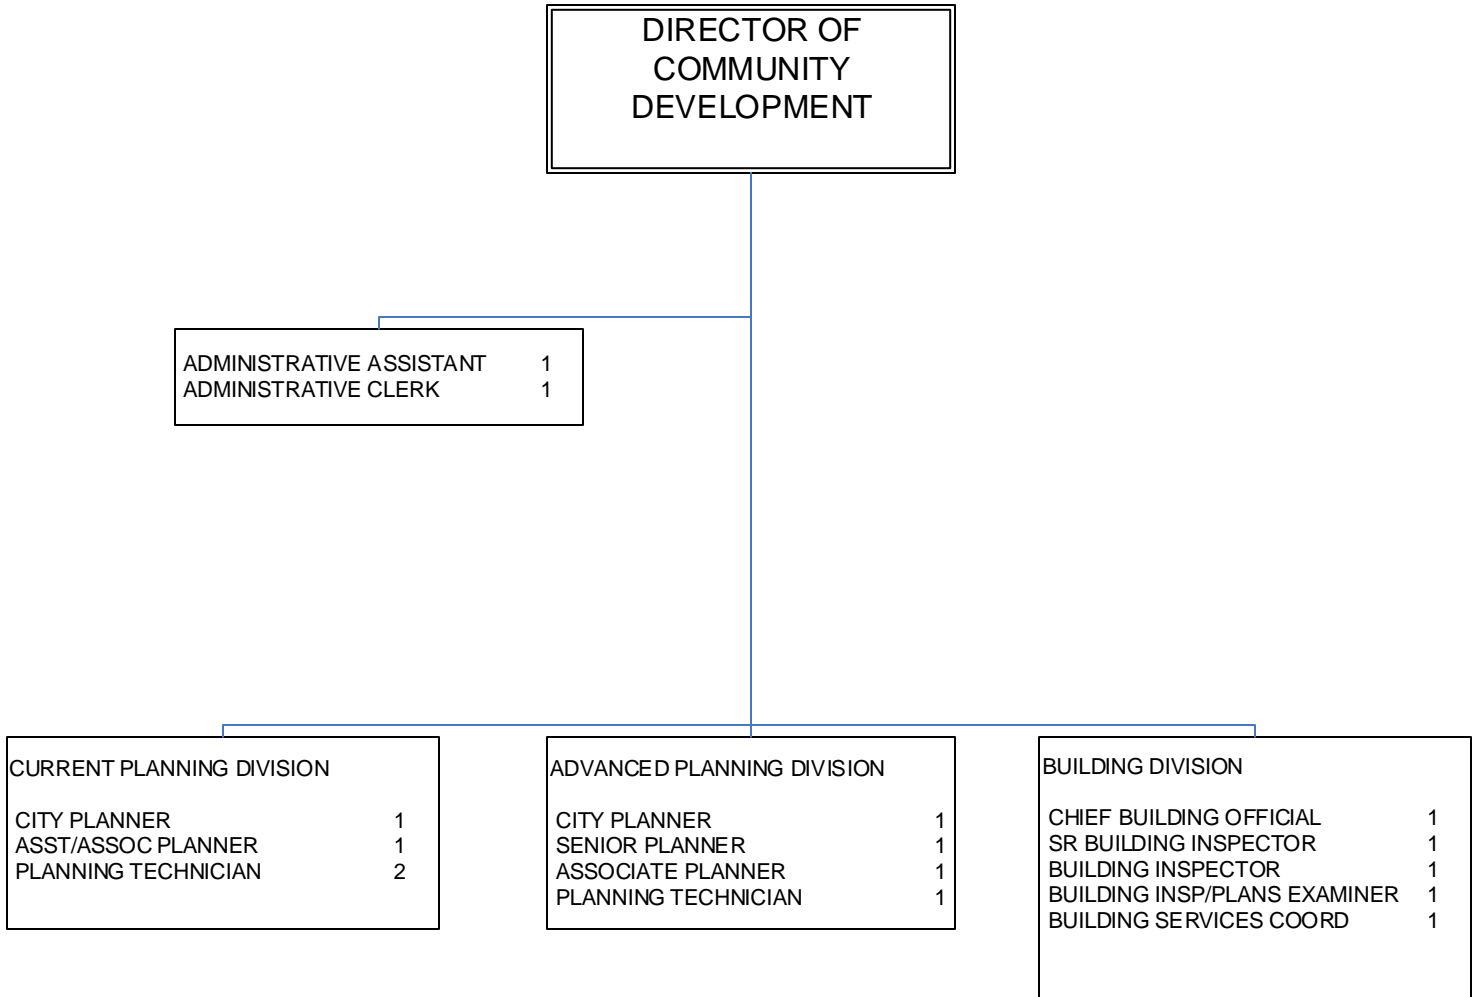 DIRECTOR OF
COMMUNITY
DEVELOPMENT
ADMINISTRATIVE ASSISTANT 1
ADMINISTRATIVE CLERK 1
CURRENT PLANNING DIVISION
CITY PLANNER 1
ASST/ASSOC PLANNER 1
PLANNING TECHNICIAN 2
ADVANCED PLANNING DIVISION
CITY PLANNER 1
SENIOR PLANNER 1
ASSOCIATE PLANNER 1
PLANNING TECHNICIAN 1
BUILDING DIVISION
CHIEF BUILDING OFFICIAL 1
SR BUILDING INSPECTOR 1
BUILDING INSPECTOR 1
BUILDING INSP/PLANS EXAMINER 1
BUILDING SERVICES COORD 1